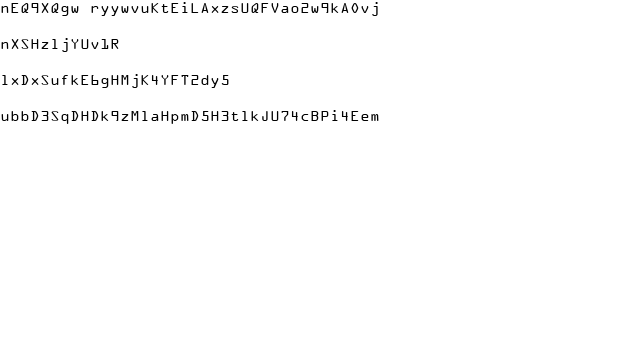 nEQ9XQgw ryywvuKtEiLAxzsUQFVao2w9kA0vj
nXSHzljYUv1R
lxDxSufkE6gHMjK4YFT2dy5
ubbD3SqDHDk9zMlaHpmD5H3tlkJU74cBPi4Eem